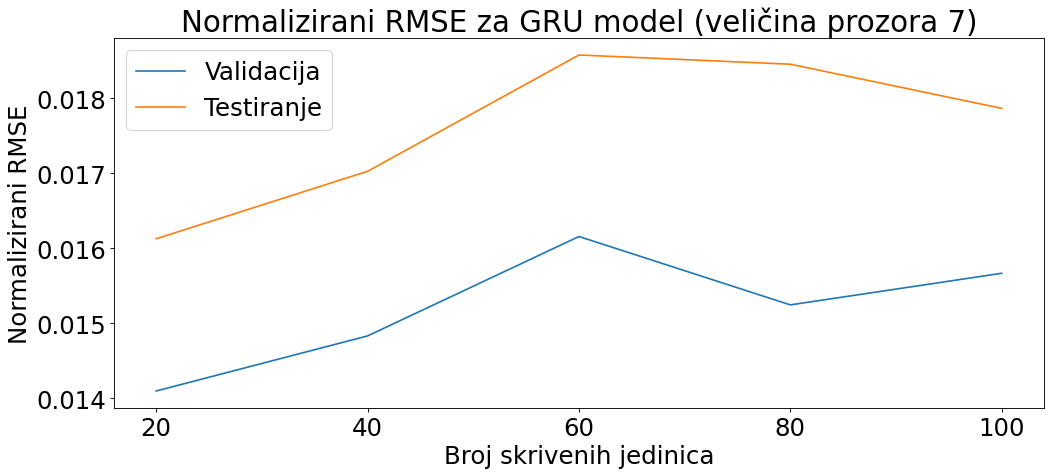 Normalizirani RMSE za GRU model (veličina prozora 7)
Validacija
Testiranje
Normalizirani RMSE
0.018
0.017
0.016
0.015
0.014
20 40 60 80 100
Broj skrivenih jedinica